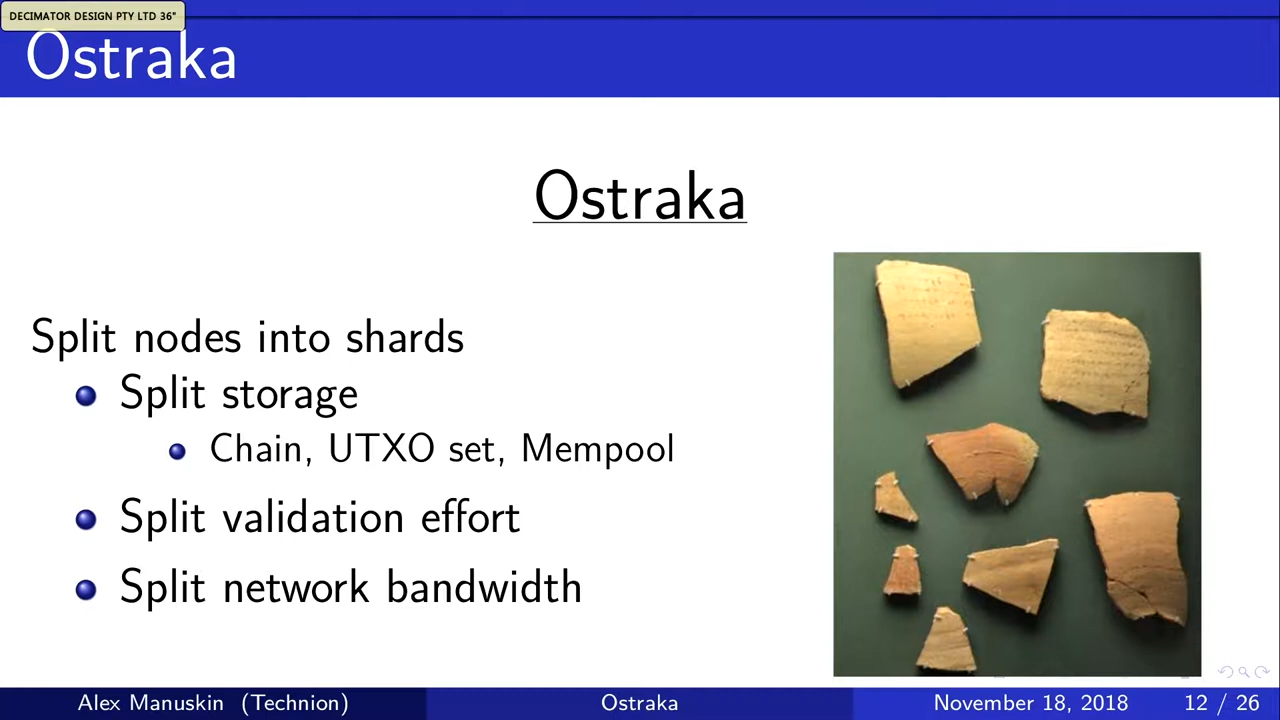 DECIMATOR DESIGN PTY LTD 36"
Ostraka
Ostraka
Split nodes into shards
Split storage
Chain, UTXO set, Mempool
Split validation effort
Split network bandwidth
Alex Manuskin (Technion)
Ostraka
November 18, 2018
12 / 26